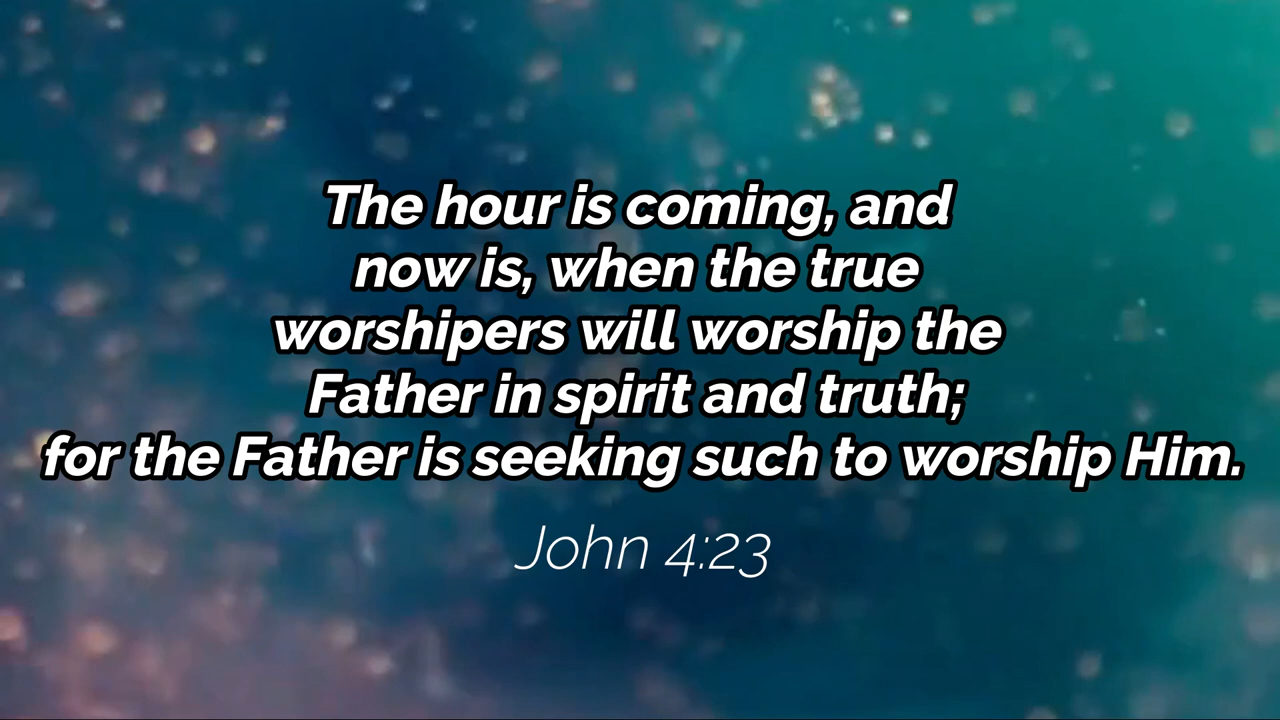 The hour is coming, and
now is, when the true
worshipers will worship the
Father in spirit and truth;
for the Father is seeking such to worship Him.
John 4:23